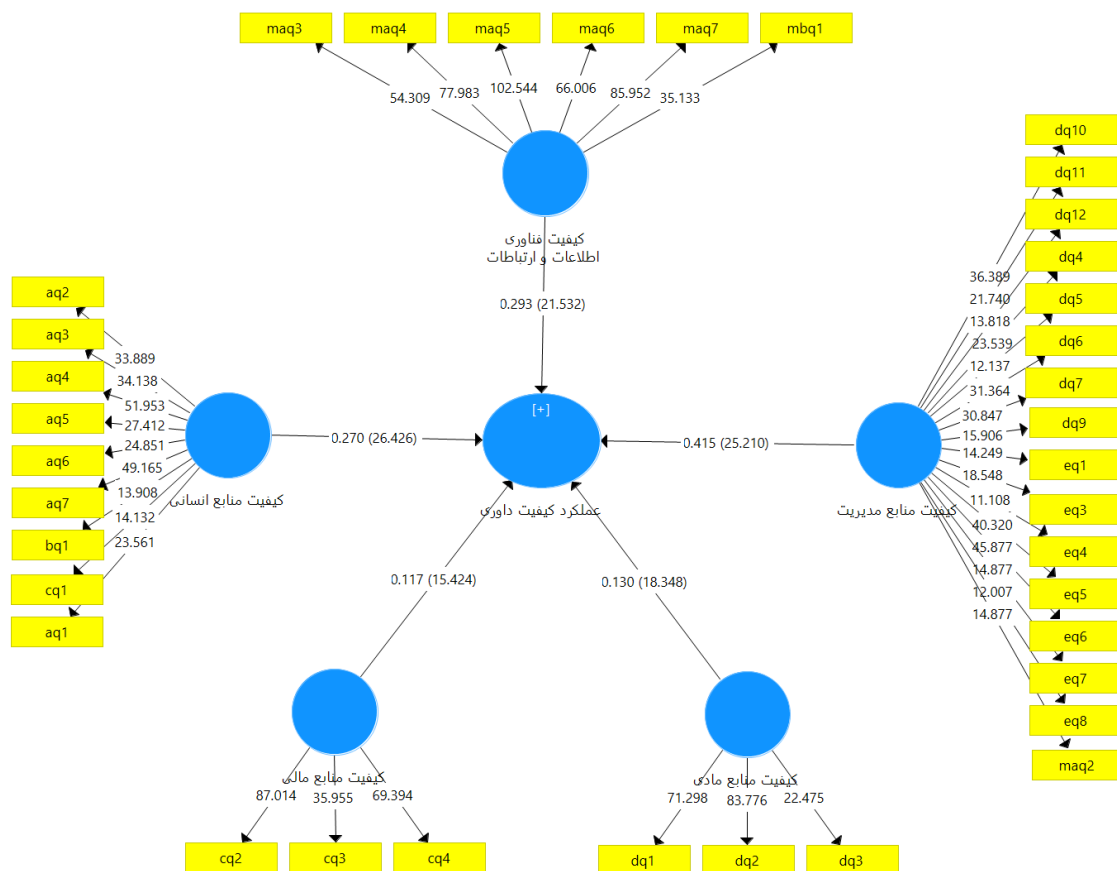 maq3 maq4 maq5 maq6 maq7 mbq1
54.309 77.983 102.544 66.006 85.952 35.133
کیفیت فناوری
اطلاعات و ارتباطات
0.293 (21.532)
aq2
aq3
aq4
aq5
aq6
aq7
bq1
cq1
aq1
33.889
34.138
51.953
27.412
24.851
49.165
13.908
14.132
23.561
کیفیت منابع انسانی
0.270 (26.426)
[+]
عملکرد کیفیت داوری
0.415 (25.210)
کیفیت منابع مدیریت
36.389
21.740
13.818
23.539
12.137
31.364
30.847
15.906
14.249
18.548
11.108
40.320
45.877
14.877
12.007
14.877
dq10
dq11
dq12
dq4
dq5
dq6
dq7
dq9
eq1
eq3
eq4
eq5
eq6
eq7
eq8
maq2
0.117 (15.424)
0.130 (18.348)
کیفیت منابع مالی
87.014 35.955 69.394
cq2 cq3 cq4
کیفیت منابع مادی
71.298 83.776 22.475
dq1 dq2 dq3